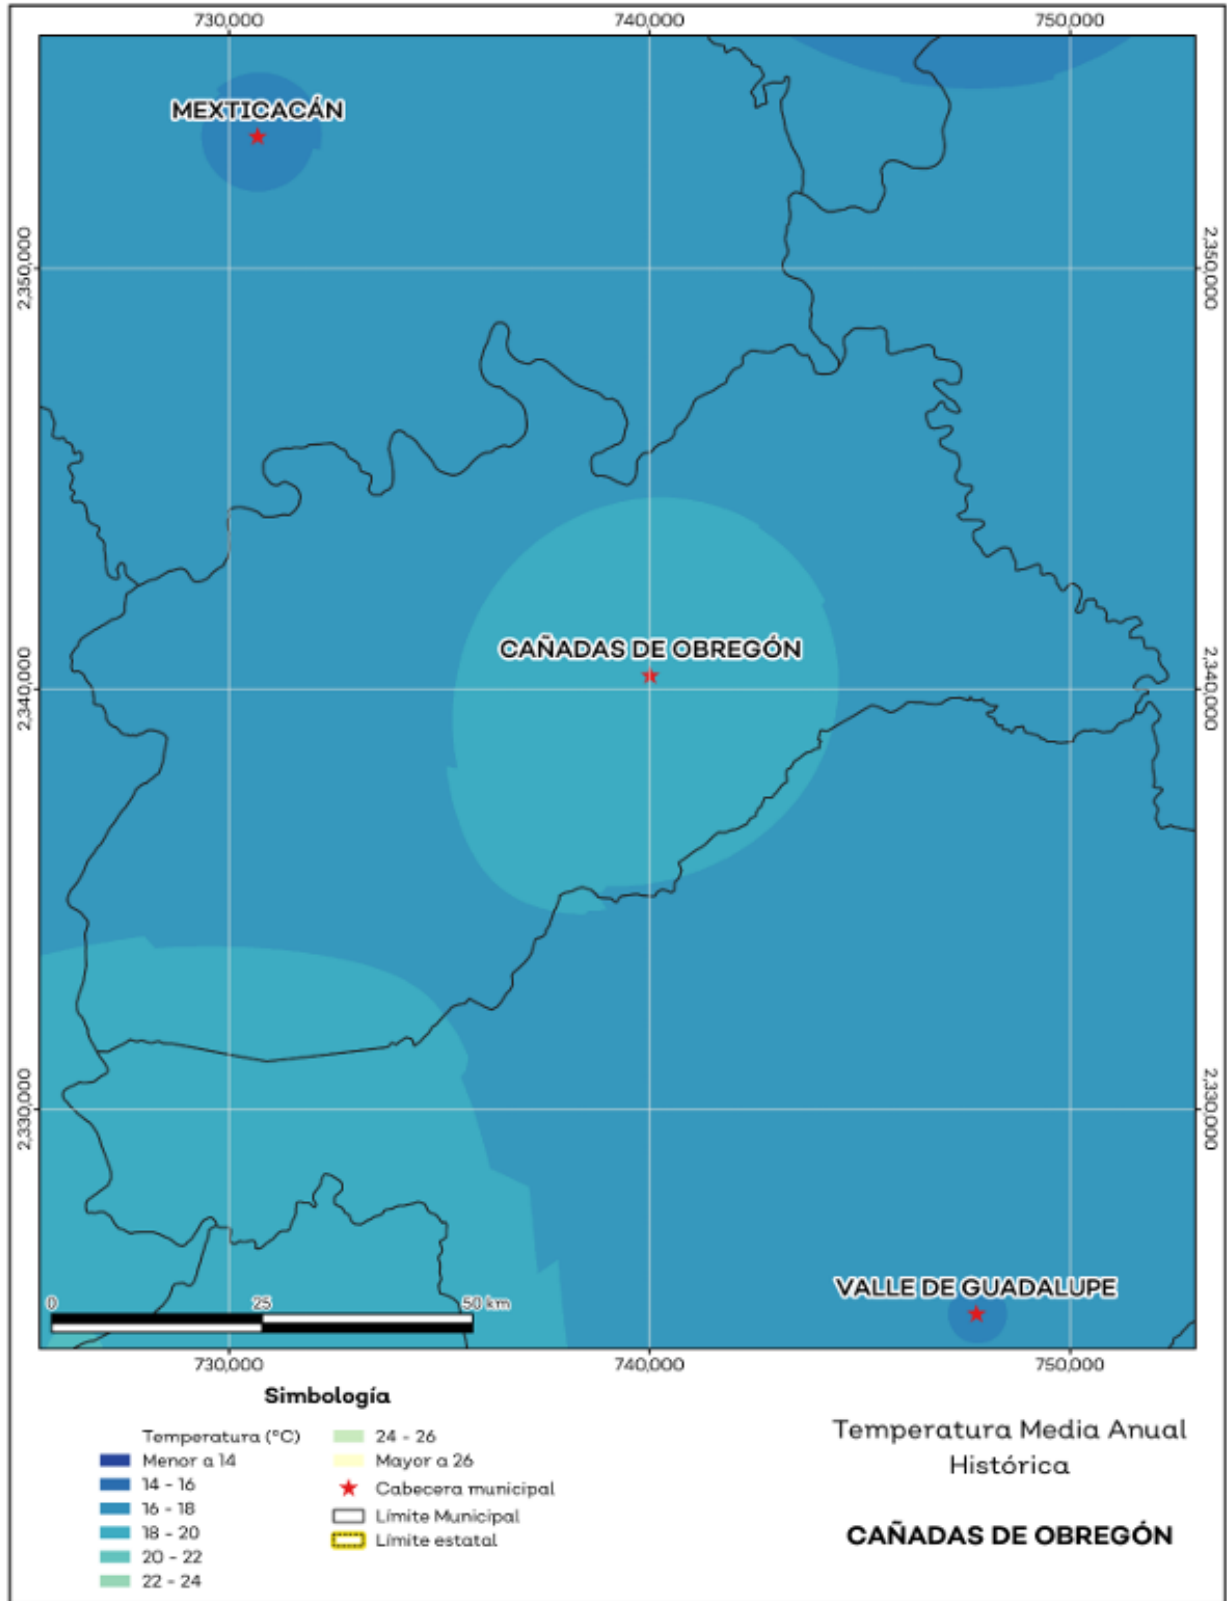 730,000 740,000 750,000
MEXTICACÁN
2,350,000 2,350,000
CAÑADAS DE OBREGÓN
2,340,000 2,340,000
2,330,000 2,330,000
VALLE DE GUADALUPE
0 25 50 km
730,000 740,000 750,000
Simbología
Temperatura (°C)
Menor a 14
14 - 16
16 - 18
18 - 20
20 - 22
22 - 24
24 - 26
Mayor a 26
Cabecera municipal
Límite Municipal
Límite estatal
Temperatura Media Anual
Histórica
CAÑADAS DE OBREGÓN